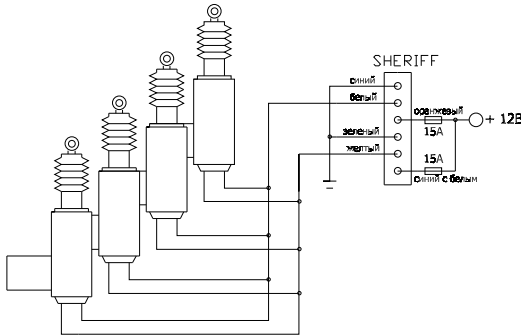 SHERIFF
синий
белый
оранжевый
+ 12В
15А
зеленый
желтый
15А
синий с белым